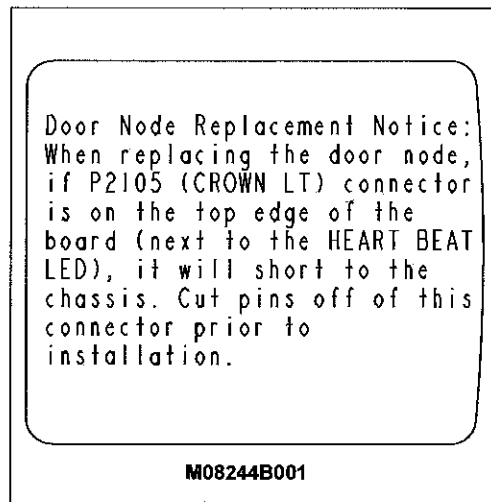 Door Node Replacement Notice:
When replacing the door node,
if P2105 (CROWN LT) connector
is on the top edge of the
board (next to the HEART BEAT
LED), it will short to the
chassis. Cut pins off of this
connector prior to
installation.
M08244B001